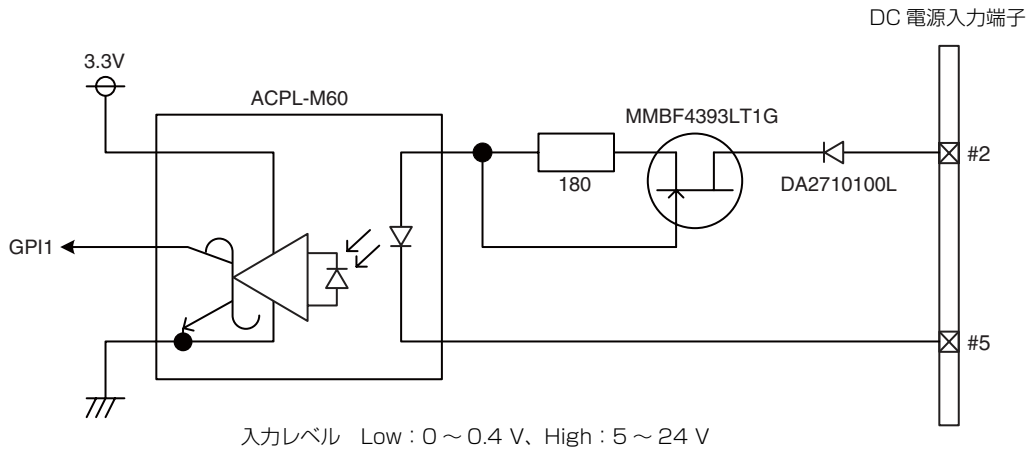 DC 電源入力端子
3.3V
ACPL-M60
MMBF4393LT1G
180
DA2710100L
#2
GPI1
#5
入力レベル Low：0 ～ 0.4 V、High：5 ～ 24 V